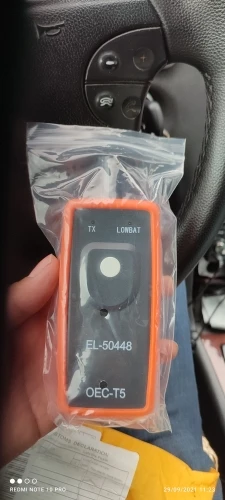 TX LOWBAT
EL-50448
OEC-T5
REDMI NOTE 10 PRO